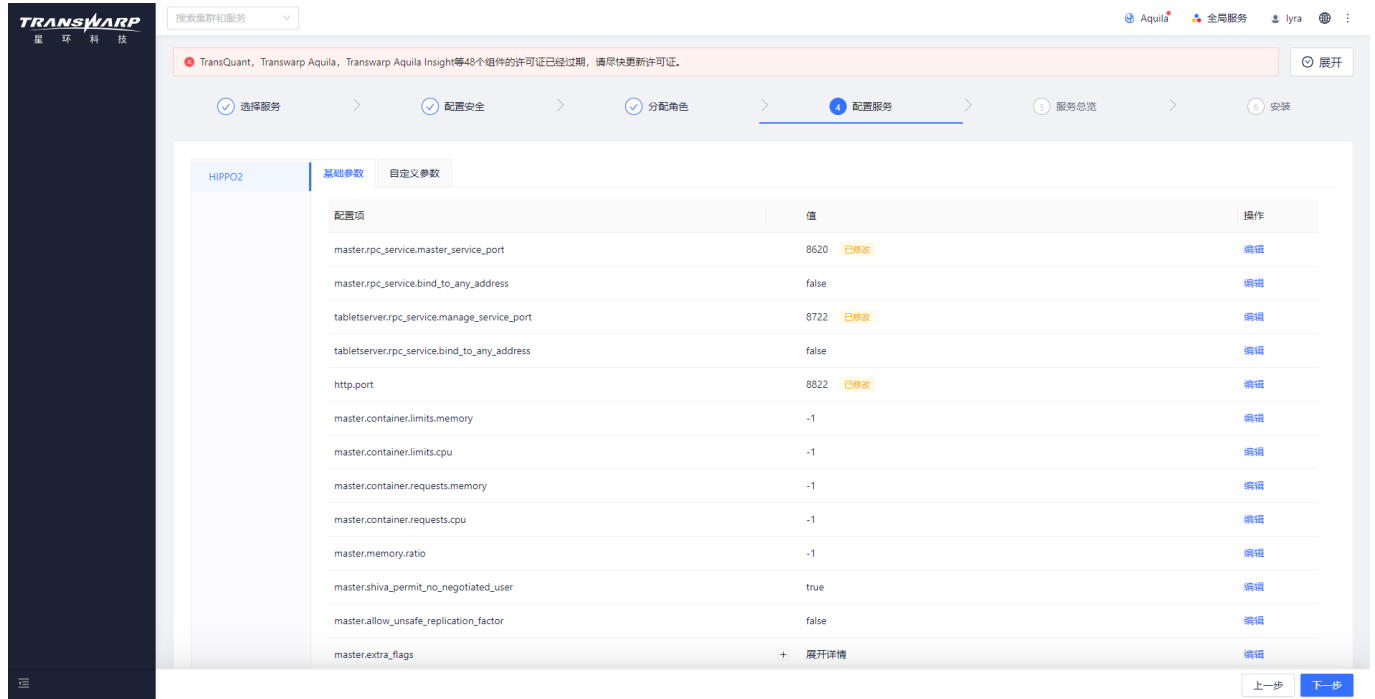 TRANSWARP
星 环 科 技
搜索集群和服务
Aquila
全局服务
lyra
TransQuant，Transwarp Aquila，Transwarp Aquila Insight等48个组件的许可证已经过期，请尽快更新许可证。
展开
选择服务
配置安全
分配角色
4 配置服务
5 服务总览
6 安装
HIPPO2
基础参数 自定义参数
配置项 值 操作
master.rpc_service.master_service_port 8620 已修改 编辑
master.rpc_service.bind_to_any_address false 编辑
tabletserver.rpc_service.manage_service_port 8722 已修改 编辑
tabletserver.rpc_service.bind_to_any_address false 编辑
http.port 8822 已修改 编辑
master.container.limits.memory -1 编辑
master.container.limits.cpu -1 编辑
master.container.requests.memory -1 编辑
master.container.requests.cpu -1 编辑
master.memory.ratio -1 编辑
master.shiva_permit_no_negotiated_user true 编辑
master.allow_unsafe_replication_factor false 编辑
master.extra_flags + 展开详情 编辑
上一步 下一步